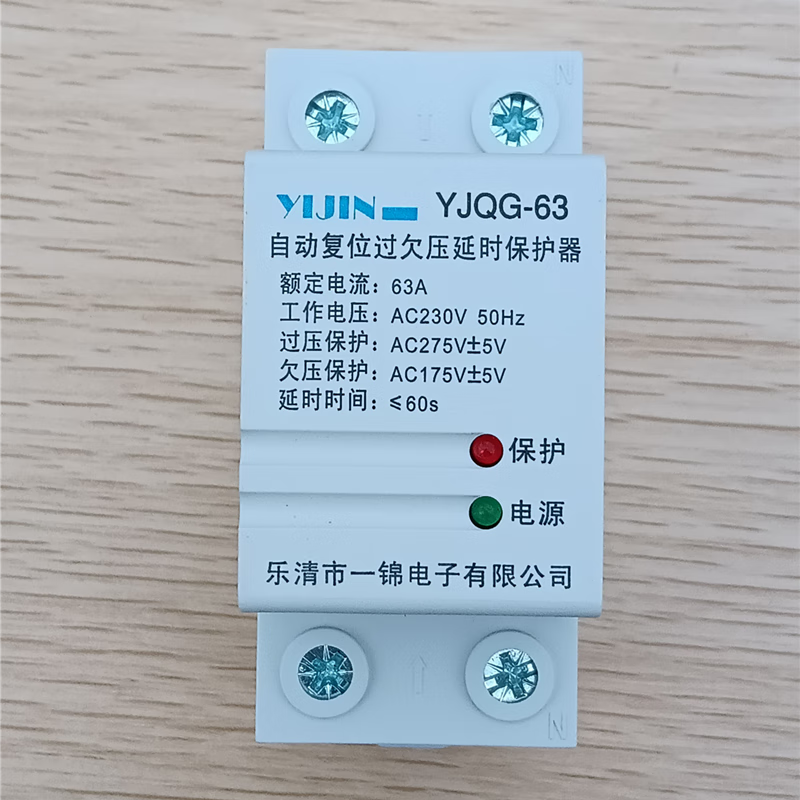 N
YIJIN YJQG-63
自动复位过欠压延时保护器
额定电流：63A
工作电压：AC230V 50Hz
过压保护：AC275V±5V
欠压保护：AC175V±5V
延时时间：≤60s
保护
电源
乐清市一锦电子有限公司
N